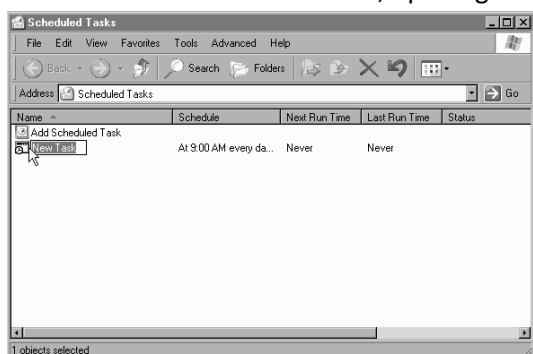 Scheduled Tasks
File Edit View Favorites Tools Advanced Help
Back Search Folders
Address Scheduled Tasks Go
Name Schedule Next Run Time Last Run Time Status
Add Scheduled Task
New Task At 9:00 AM every da... Never Never
1 objects selected